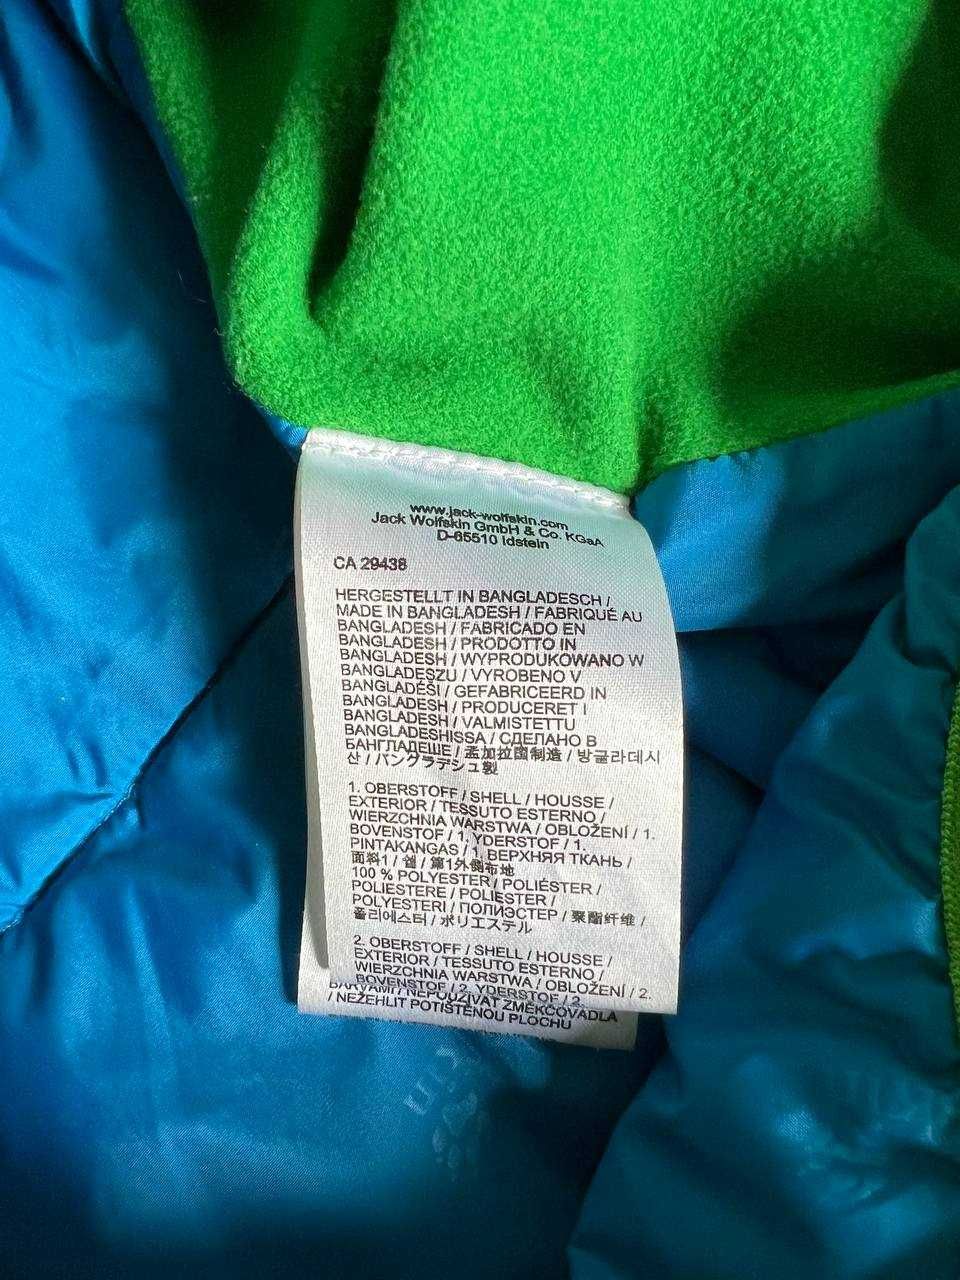 www.jack-wolfskin.com
Jack Wolfskin GmbH & Co. KGaA
D-65510 Idstein
CA 29438
HERGESTELLT IN BANGLADESCH /
MADE IN BANGLADESH / FABRIQUÉ AU
BANGLADESH / FABRICADO EN
BANGLADESH / PRODOTTO IN
BANGLADESH / WYPRODUKOWANO W
BANGLADESZU / VYROBENO V
BANGLADÉŠI / GEFABRICEERD IN
BANGLADESH / PRODUCERET I
BANGLADESH / VALMISTETTU
BANGLADESHISSA / СДЕЛАНО В
БАНГЛАДЕШЕ / 孟加拉国制造 / 방글라데시
산 / バングラデシュ製
1. OBERSTOFF / SHELL / HOUSSE /
EXTERIOR / TESSUTO ESTERNO /
WIERZCHNIA WARSTWA / OBLOŽENÍ / 1.
BOVENSTOF / 1. YDERSTOF / 1.
PINTAKANGAS / 1. ВЕРХНЯЯ ТКАНЬ /
面料1 / 쉘 / 第1外側布地
100 % POLYESTER / POLIÉSTER /
POLIESTERE / POLIESTER /
POLYESTERI / ПОЛИЭСТЕР / 聚酯纤维 /
폴리에스터 / ポリエステル
2. OBERSTOFF / SHELL / HOUSSE /
EXTERIOR / TESSUTO ESTERNO /
WIERZCHNIA WARSTWA / OBLOŽENÍ / 2.
BOVENSTOF / 2. YDERSTOF / 2.
BARVAMI / NEPOUŽÍVAT ZMĚKČOVADLA
/ NEŽEHLIT POTIŠTĚNOU PLOCHU